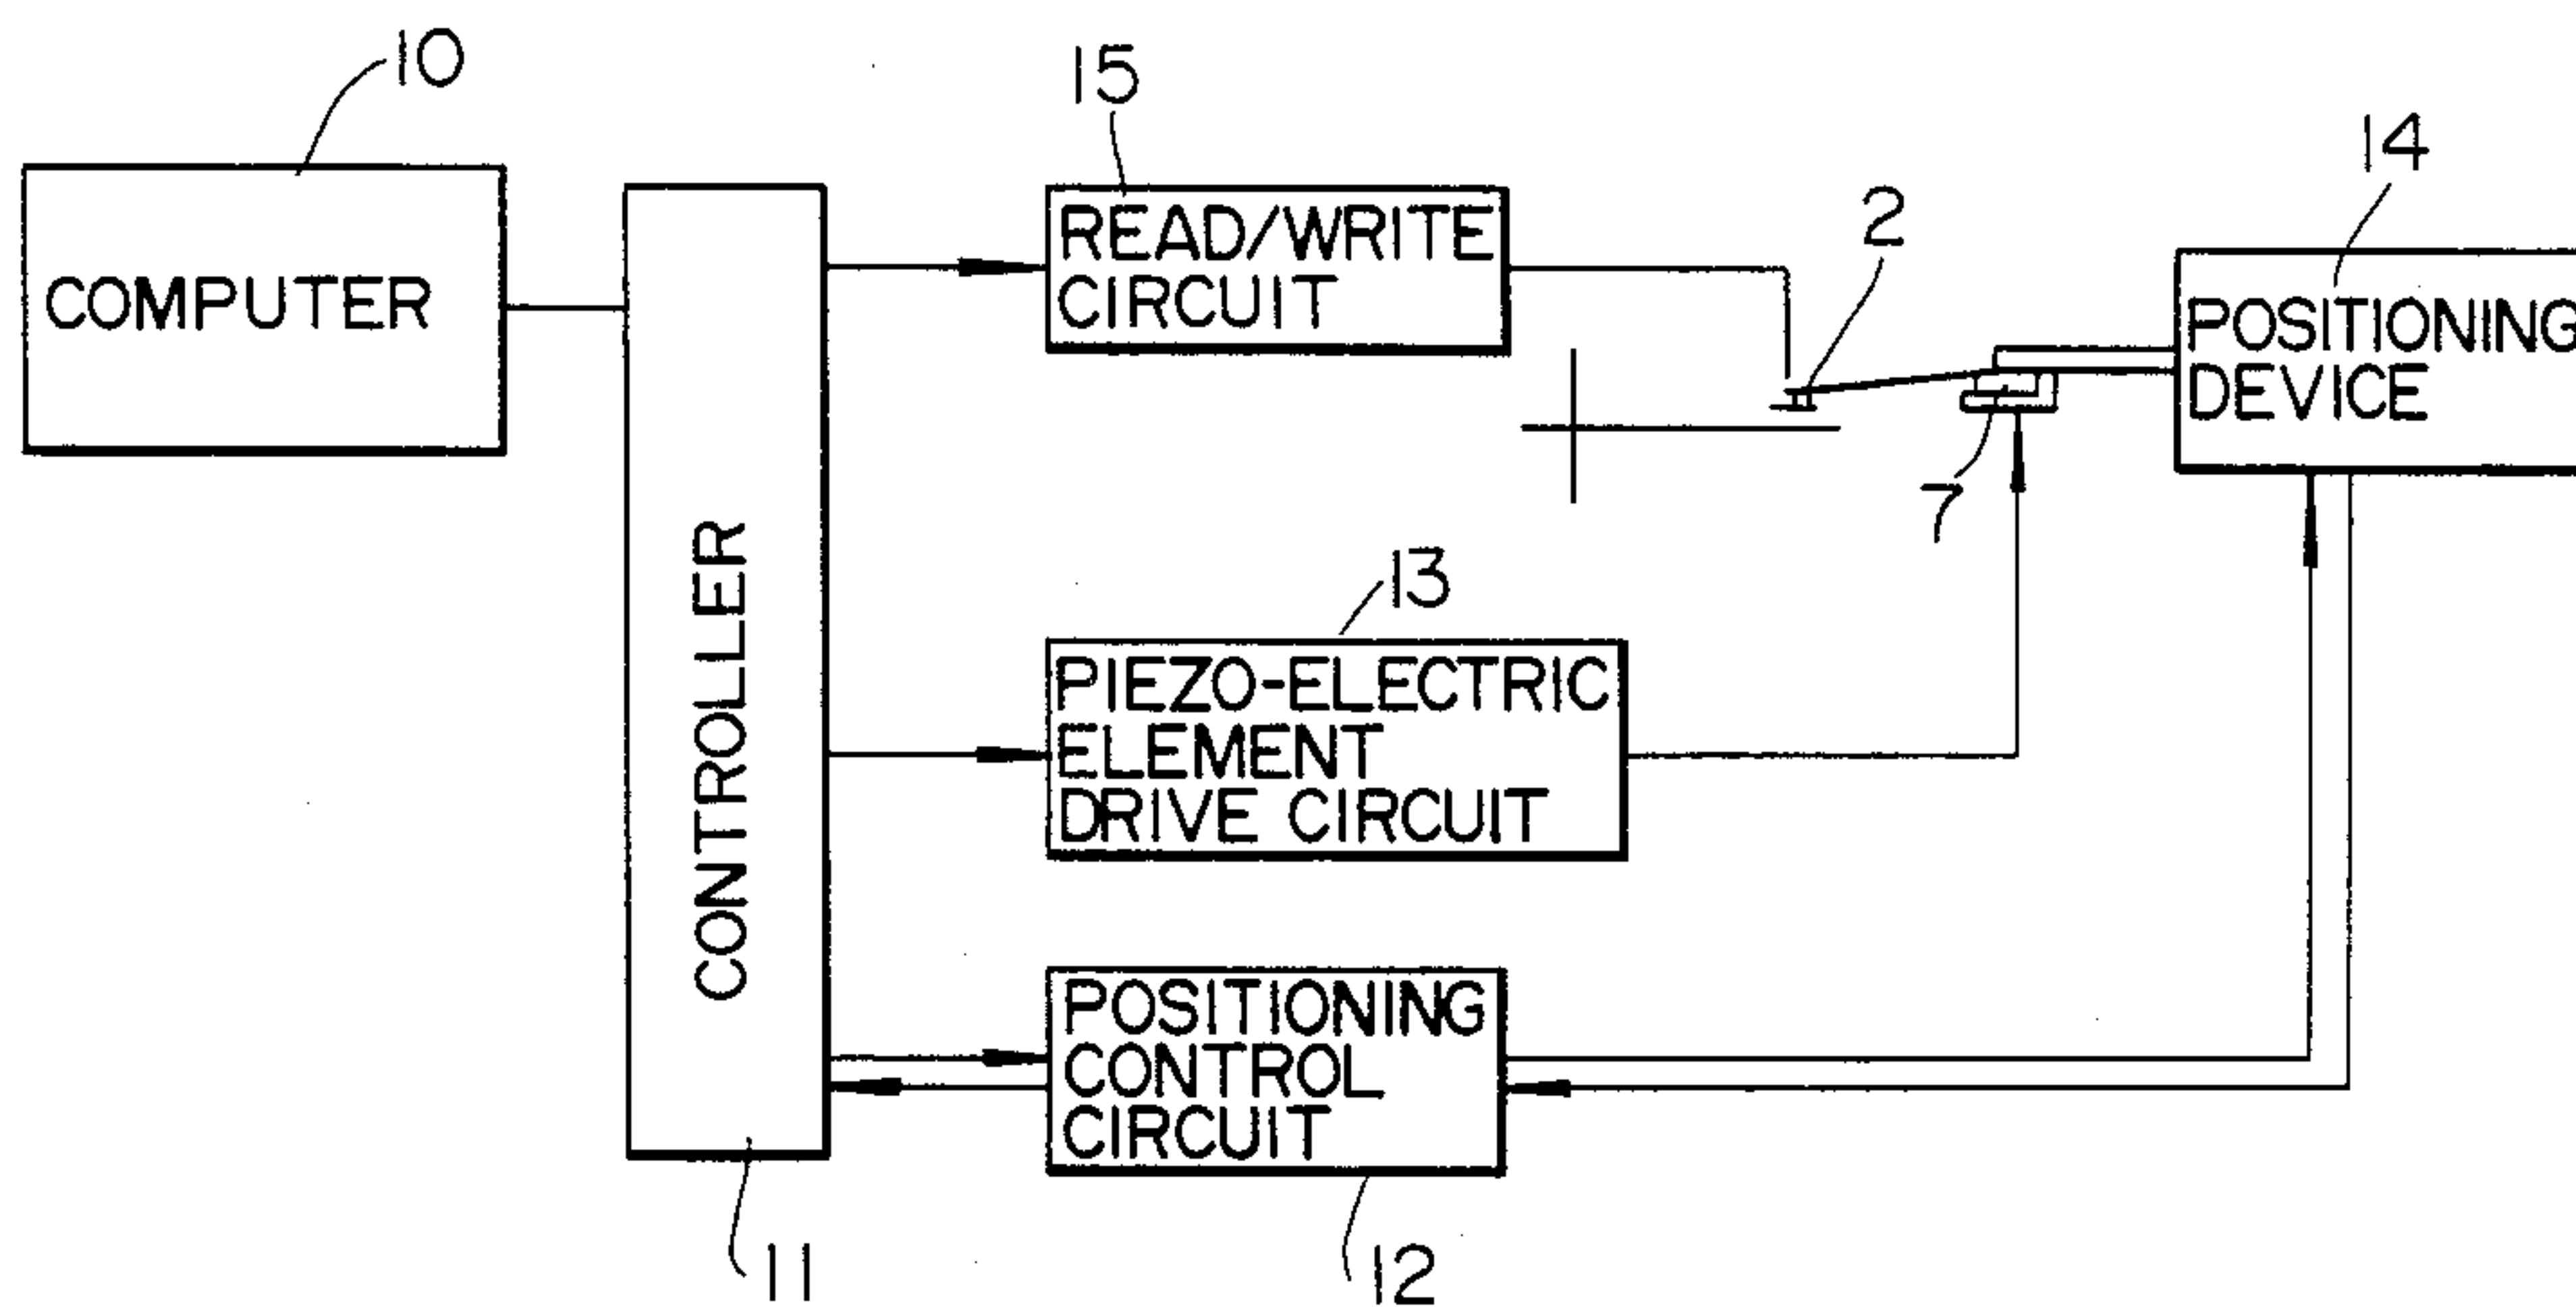 10
COMPUTER
CONTROLLER
11
15
READ/WRITE
CIRCUIT
2
7
14
POSITIONING
DEVICE
13
PIEZO-ELECTRIC
ELEMENT
DRIVE CIRCUIT
POSITIONING
CONTROL
CIRCUIT
12